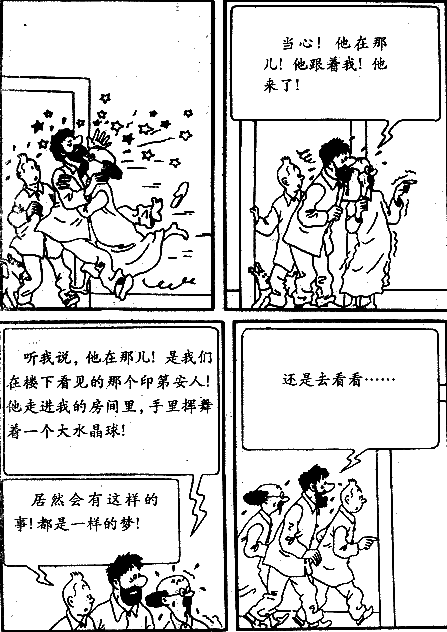 当心！他在那
儿！他跟着我！他
来了！
听我说，他在那儿！是我们
在楼下看见的那个印第安人！
他走进我的房间里，手里挥舞
着一个大水晶球！
居然会有这样的
事！都是一样的梦！
还是去看看……